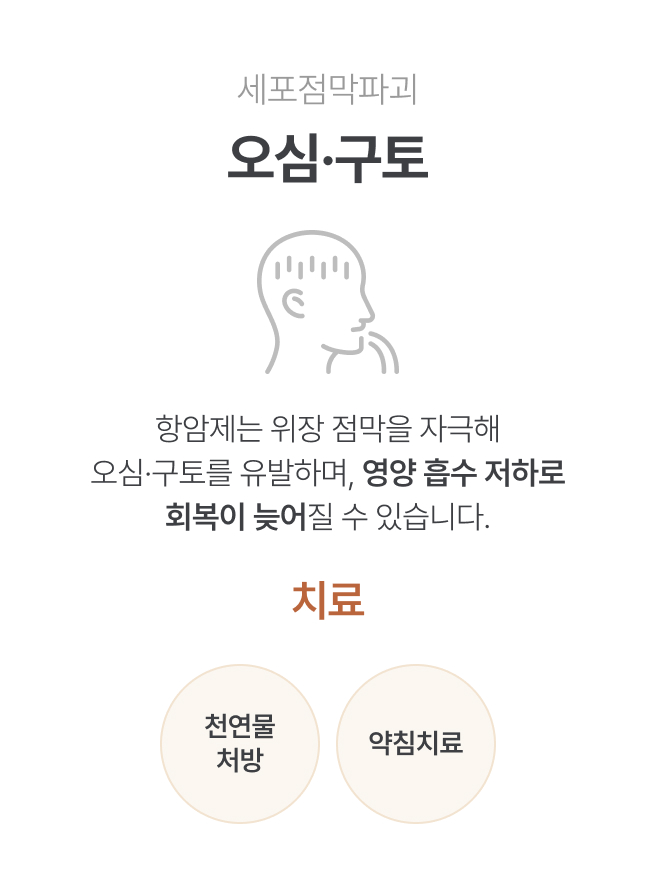 세포점막파괴
오심·구토
항암제는 위장 점막을 자극해
오심·구토를 유발하며, 영양 흡수 저하로
회복이 늦어질 수 있습니다.
치료
천연물
처방
약침치료